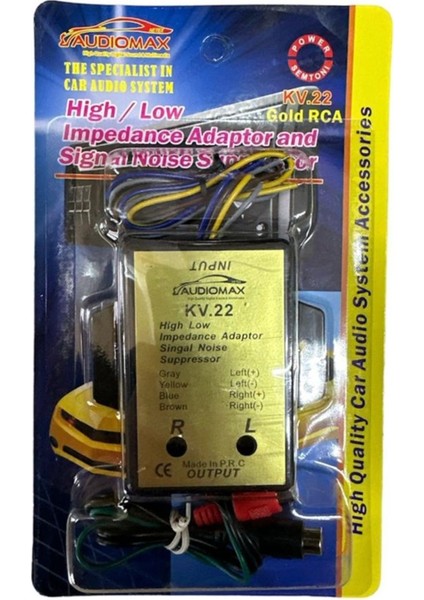 AUDIOMAX
THE SPECIALIST IN
CAR AUDIO SYSTEM
POWER
KV.22
Gold RCA
High / Low
Impedance Adaptor and
Signal Noise Suppressor
High Quality Car Audio System Accessories
INPUT
AUDIOMAX
KV.22
High Low
Impedance Adaptor
Singal Noise
Suppressor
Gray Left(+)
Yellow Left(-)
Blue Right(+)
Brown Right(-)
R L
CE Made In P.R.C
OUTPUT